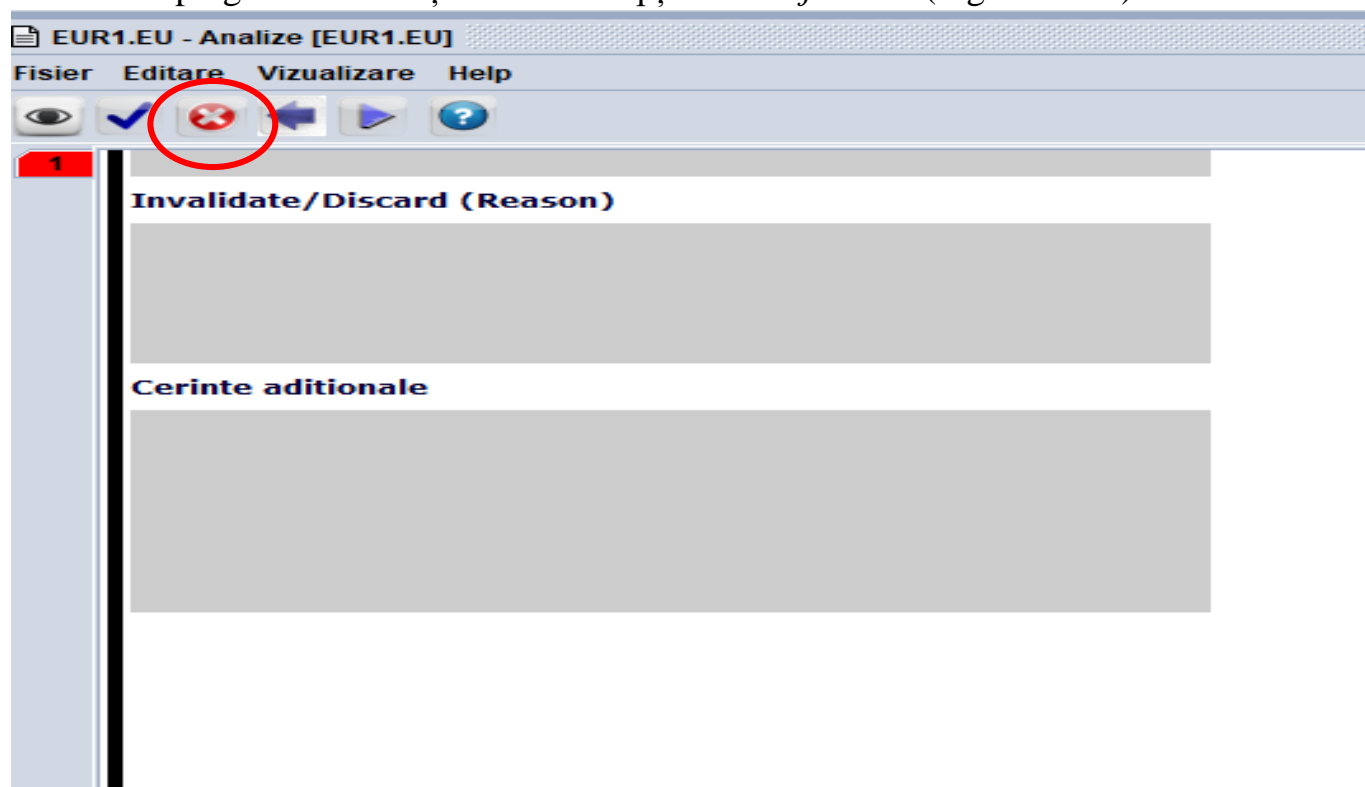 EUR1.EU - Analize [EUR1.EU]
Fisier Editare Vizualizare Help
1
Invalidate/Discard (Reason)
Cerinte aditionale